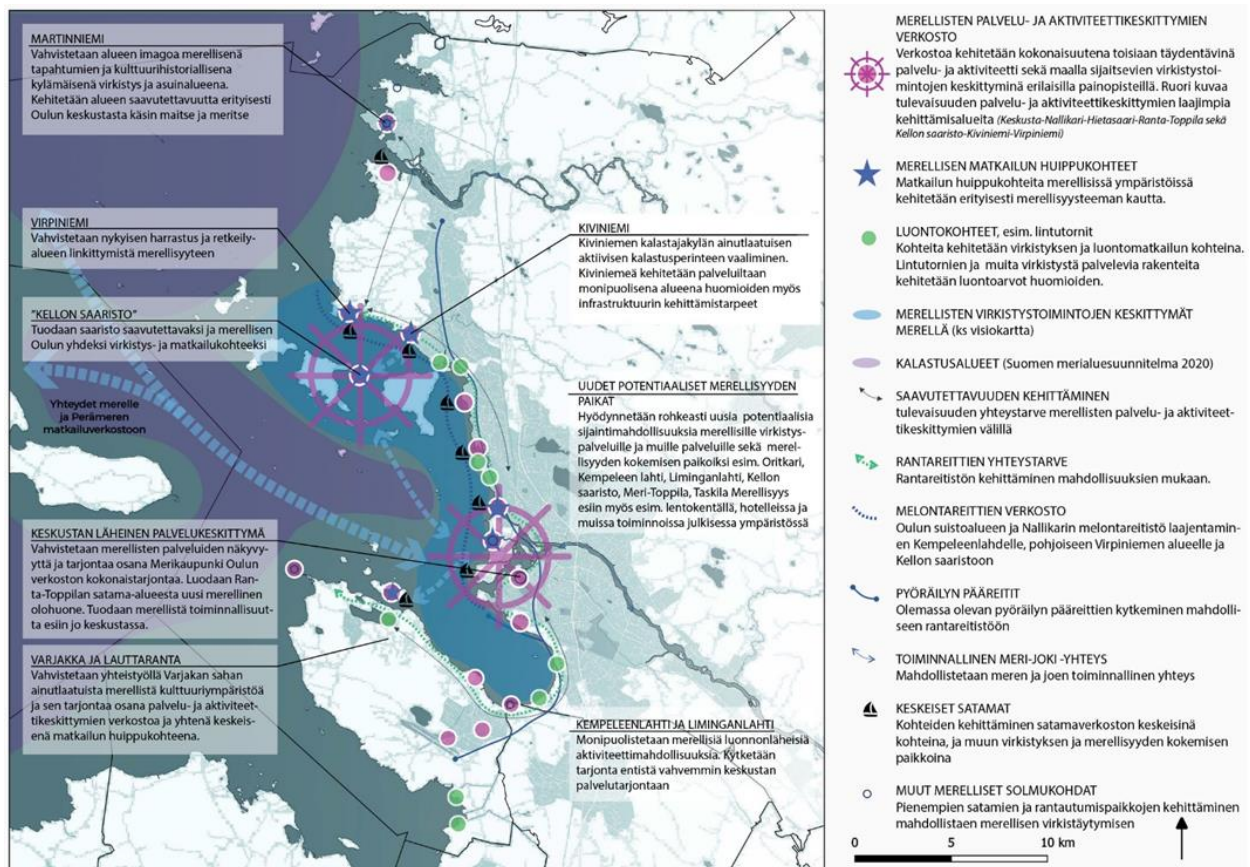 MARTINNIEMI
Vahvistetaan alueen imagoa merellisenä
tapahtumien ja kulttuurihistoriallisena
kylämäisenä virkistys ja asuinalueena.
Kehitetään alueen saavutettavuutta erityisesti
Oulun keskustasta käsin maitse ja meritse
VIRPINIEMI
Vahvistetaan nykyisen harrastus ja retkeily-
alueen linkittymistä merellisyyteen
"KELLON SAARISTO"
Tuodaan saaristo saavutettavaksi ja merellisen
Oulun yhdeksi virkistys- ja matkailukohteeksi
Yhteydet merelle
ja Perämeren
matkailuverkostoon
KESKUSTAN LÄHEINEN PALVELUKESKITTYMÄ
Vahvistetaan merellisten palveluiden näkyvyy-
yttä ja tarjontaa osana Merikaupunki Oulun
verkoston kokonaistarjontaa. Luodaan Ran-
ta-Toppilan satama-alueesta uusi merellinen
olohuone. Tuodaan merellistä toiminnallisuut-
ta esiin jo keskustassa.
VARJAKKA JA LAUTTARANTA
Vahvistetaan yhteistyöllä Varjakan sahan
ainutlaatuista merellistä kulttuuriympäristöä
ja sen tarjontaa osana palvelu- ja aktiviteet-
tikeskittymien verkostoa ja yhtenä keskeis-
enä matkailun huippukohteena.
KIVINIEMI
Kiviniemen kalastajakylän ainutlaatuisen
aktiivisen kalastusperinteen vaaliminen.
Kiviniemeä kehitetään palveluiltaan
monipuolisena alueena huomioiden myös
infrastruktuurin kehittämistarpeet
UUDET POTENTIAALISET MERELLISYYDEN
PAIKAT
Hyödynnetään rohkeasti uusia potentiaalisia
sijaintimahdollisuuksia merellisille virkistys-
palveluille ja muille palveluille sekä merel-
lisyyden kokemisen paikoiksi esim. Oritkari,
Kempeleen lahti, Liminganlahti, Kellon
saaristo, Meri-Toppila, Taskila Merellisyys
esiin myös esim. lentokentällä, hotelleissa ja
muissa toiminnoissa julkisessa ympäristössä
KEMPELEENLAHTI JA LIMINGANLAHTI
Monipuolistetaan merellisiä luonnonläheisiä
aktiviteettimahdollisuuksia. Kytketään
tarjonta entistä vahvemmin keskustan
palvelutarjontaan
MERELLISTEN PALVELU- JA AKTIVITEETTIKESKITTYMIEN
VERKOSTO
Verkostoa kehitetään kokonaisuutena toisiaan täydentävinä
palvelu- ja aktiviteetti sekä maalla sijaitsevien virkistystoi-
mintojen keskittyminä erilaisilla painopisteillä. Ruori kuvaa
tulevaisuuden palvelu- ja aktiviteettikeskittymien laajimpia
kehittämisalueita (Keskusta-Nallikari-Hietasaari-Ranta-Toppila sekä
Kellon saaristo-Kiviniemi-Virpiniemi)
MERELLISEN MATKAILUN HUIPPUKOHTEET
Matkailun huippukohteita merellisissä ympäristöissä
kehitetään erityisesti merellisyysteeman kautta.
LUONTOKOHTEET, esim. lintutornit
Kohteita kehitetään virkistyksen ja luontomatkailun kohteina.
Lintutornien ja muita virkistystä palvelevia rakenteita
kehitetään luontoarvot huomioiden.
MERELLISTEN VIRKISTYSTOIMINTOJEN KESKITTYMÄT
MERELLÄ (ks visiokartta)
KALASTUSALUEET (Suomen merialuesuunnitelma 2020)
SAAVUTETTAVUUDEN KEHITTÄMINEN
tulevaisuuden yhteystarve merellisten palvelu- ja aktiviteet-
tikeskittymien välillä
RANTAREITTIEN YHTEYSTARVE
Rantareitistön kehittäminen mahdollisuuksien mukaan.
MELONTAREITTIEN VERKOSTO
Oulun suistoalueen ja Nallikarin melontareitistö laajentamin-
en Kempeleenlahdelle, pohjoiseen Virpiniemen alueelle ja
Kellon saaristoon
PYÖRÄILYN PÄÄREITIT
Olemassa olevan pyöräilyn pääreittien kytkeminen mahdolli-
seen rantareitistöön
TOIMINNALLINEN MERI-JOKI -YHTEYS
Mahdollistetaan meren ja joen toiminnallinen yhteys
KESKEISET SATAMAT
Kohteiden kehittäminen satamaverkoston keskeisinä
kohteina, ja muun virkistyksen ja merellisyyden kokemisen
paikkoina
MUUT MERELLISET SOLMUKOHDAT
Pienempien satamien ja rantautumispaikkojen kehittäminen
mahdollistaen merellisen virkistäytymisen
0 5 10 km